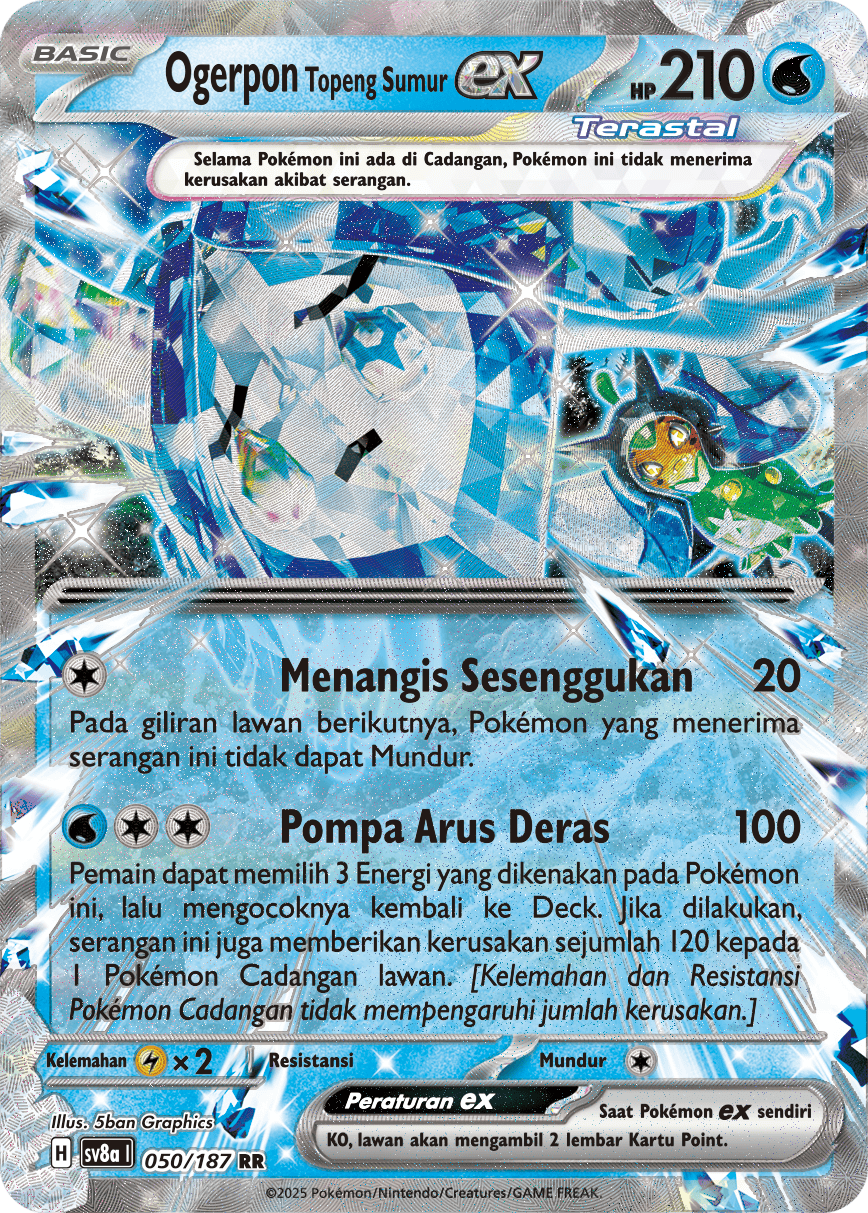 BASIC
Ogerpon Topeng Sumur ex
HP 210
Terastal
Selama Pokémon ini ada di Cadangan, Pokémon ini tidak menerima
kerusakan akibat serangan.
Menangis Sesenggukan 20
Pada giliran lawan berikutnya, Pokémon yang menerima
serangan ini tidak dapat Mundur.
Pompa Arus Deras 100
Pemain dapat memilih 3 Energi yang dikenakan pada Pokémon
ini, lalu mengocoknya kembali ke Deck. Jika dilakukan,
serangan ini juga memberikan kerusakan sejumlah 120 kepada
1 Pokémon Cadangan lawan. [Kelemahan dan Resistansi
Pokémon Cadangan tidak mempengaruhi jumlah kerusakan.]
Kelemahan × 2 Resistansi Mundur
Peraturan ex
Saat Pokémon ex sendiri
KO, lawan akan mengambil 2 lembar Kartu Point.
Illus. 5ban Graphics
H sv8a I 050/187 RR
©2025 Pokémon/Nintendo/Creatures/GAME FREAK.